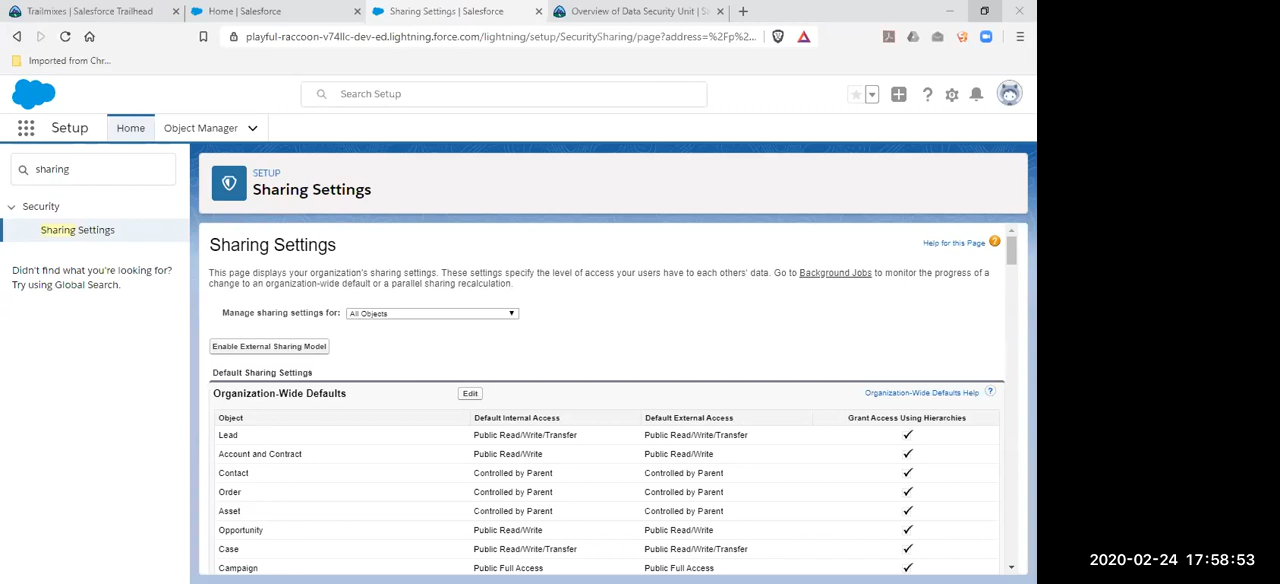 Trailmixes | Salesforce Trailhead
Home | Salesforce
Sharing Settings | Salesforce
Overview of Data Security Unit | Sa
playful-raccoon-v74llc-dev-ed.lightning.force.com/lightning/setup/SecuritySharing/page?address=%2Fp%2...
Imported from Chr...
Search Setup
Setup
Home
Object Manager
sharing
Security
Sharing Settings
Didn't find what you're looking for?
Try using Global Search.
SETUP
Sharing Settings
Sharing Settings
Help for this Page
This page displays your organization's sharing settings. These settings specify the level of access your users have to each others' data. Go to Background Jobs to monitor the progress of a
change to an organization-wide default or a parallel sharing recalculation.
Manage sharing settings for: All Objects
Enable External Sharing Model
Default Sharing Settings
Organization-Wide Defaults Edit Organization-Wide Defaults Help ?
Object Default Internal Access Default External Access Grant Access Using Hierarchies
Lead Public Read/Write/Transfer Public Read/Write/Transfer ✓
Account and Contract Public Read/Write Public Read/Write ✓
Contact Controlled by Parent Controlled by Parent ✓
Order Controlled by Parent Controlled by Parent ✓
Asset Controlled by Parent Controlled by Parent ✓
Opportunity Public Read/Write Public Read/Write ✓
Case Public Read/Write/Transfer Public Read/Write/Transfer ✓
Campaign Public Full Access Public Full Access ✓
2020-02-24 17:58:53